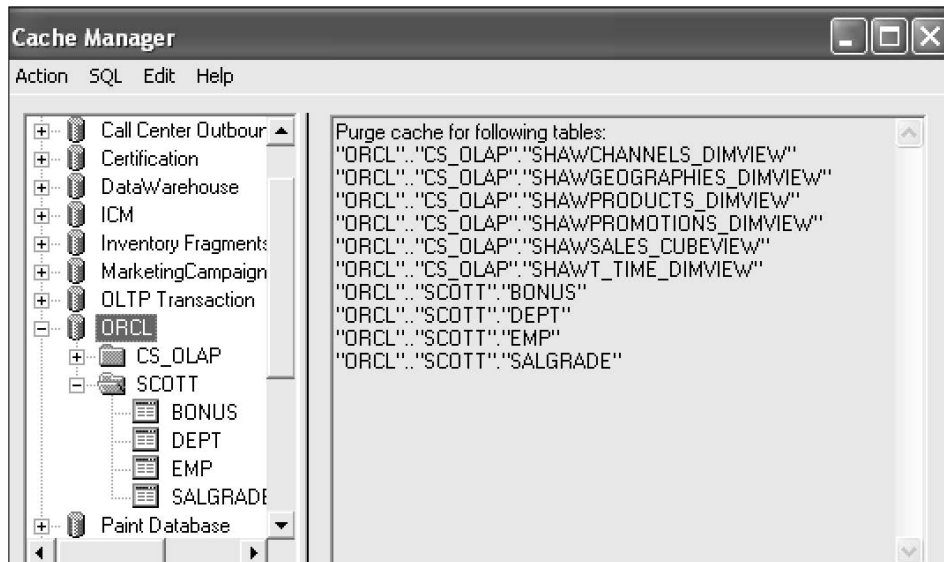 Cache Manager
Action SQL Edit Help
Call Center Outbour
Certification
DataWarehouse
ICM
Inventory Fragments
MarketingCampaign
OLTP Transaction
ORCL
CS_OLAP
SCOTT
BONUS
DEPT
EMP
SALGRADE
Paint Database
Purge cache for following tables:
"ORCL".."CS_OLAP"."SHAWCHANNELS_DIMVIEW"
"ORCL".."CS_OLAP"."SHAWGEOGRAPHIES_DIMVIEW"
"ORCL".."CS_OLAP"."SHAWPRODUCTS_DIMVIEW"
"ORCL".."CS_OLAP"."SHAWPROMOTIONS_DIMVIEW"
"ORCL".."CS_OLAP"."SHAWSALES_CUBEVIEW"
"ORCL".."CS_OLAP"."SHAWT_TIME_DIMVIEW"
"ORCL".."SCOTT"."BONUS"
"ORCL".."SCOTT"."DEPT"
"ORCL".."SCOTT"."EMP"
"ORCL".."SCOTT"."SALGRADE"